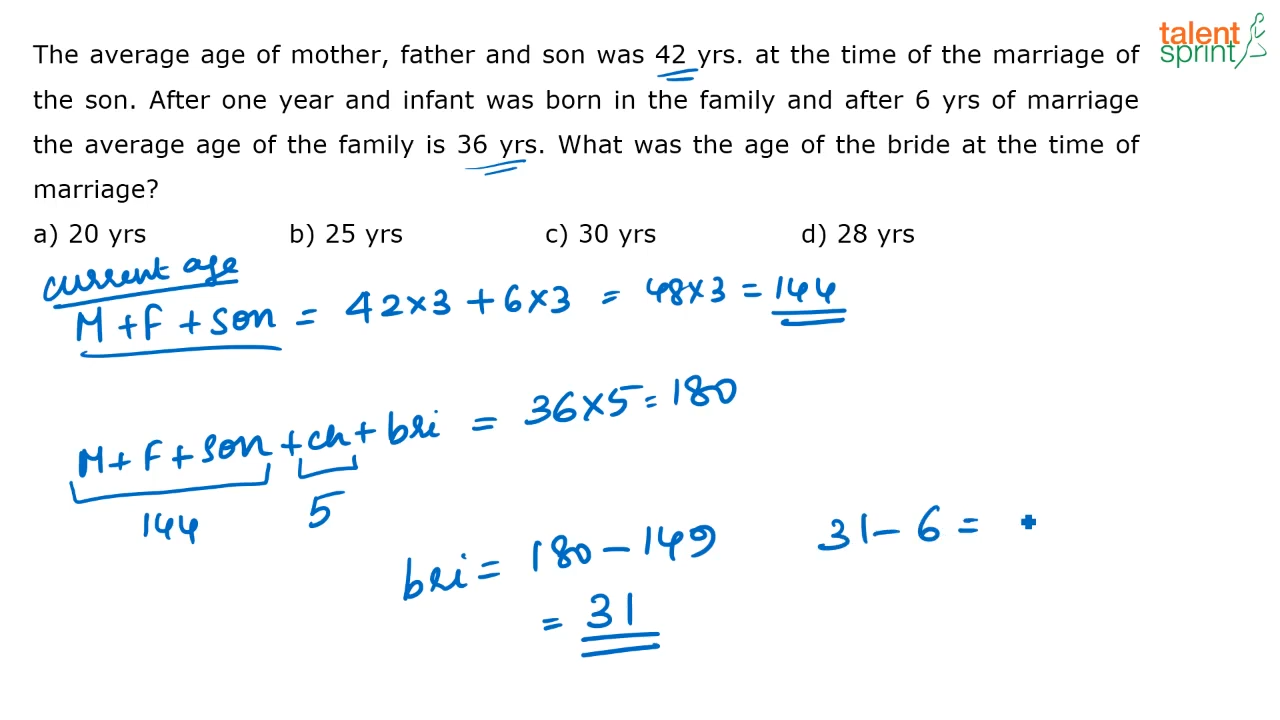 talent
sprint
The average age of mother, father and son was 42 yrs. at the time of the marriage of
the son. After one year and infant was born in the family and after 6 yrs of marriage
the average age of the family is 36 yrs. What was the age of the bride at the time of
marriage?
a) 20 yrs b) 25 yrs c) 30 yrs d) 28 yrs
current age
M + F + son = 42×3 + 6×3 = 48×3 = 144
M + F + son + ch + bri = 36×5 = 180
144 5
bri = 180 - 149 31 - 6 =
= 31